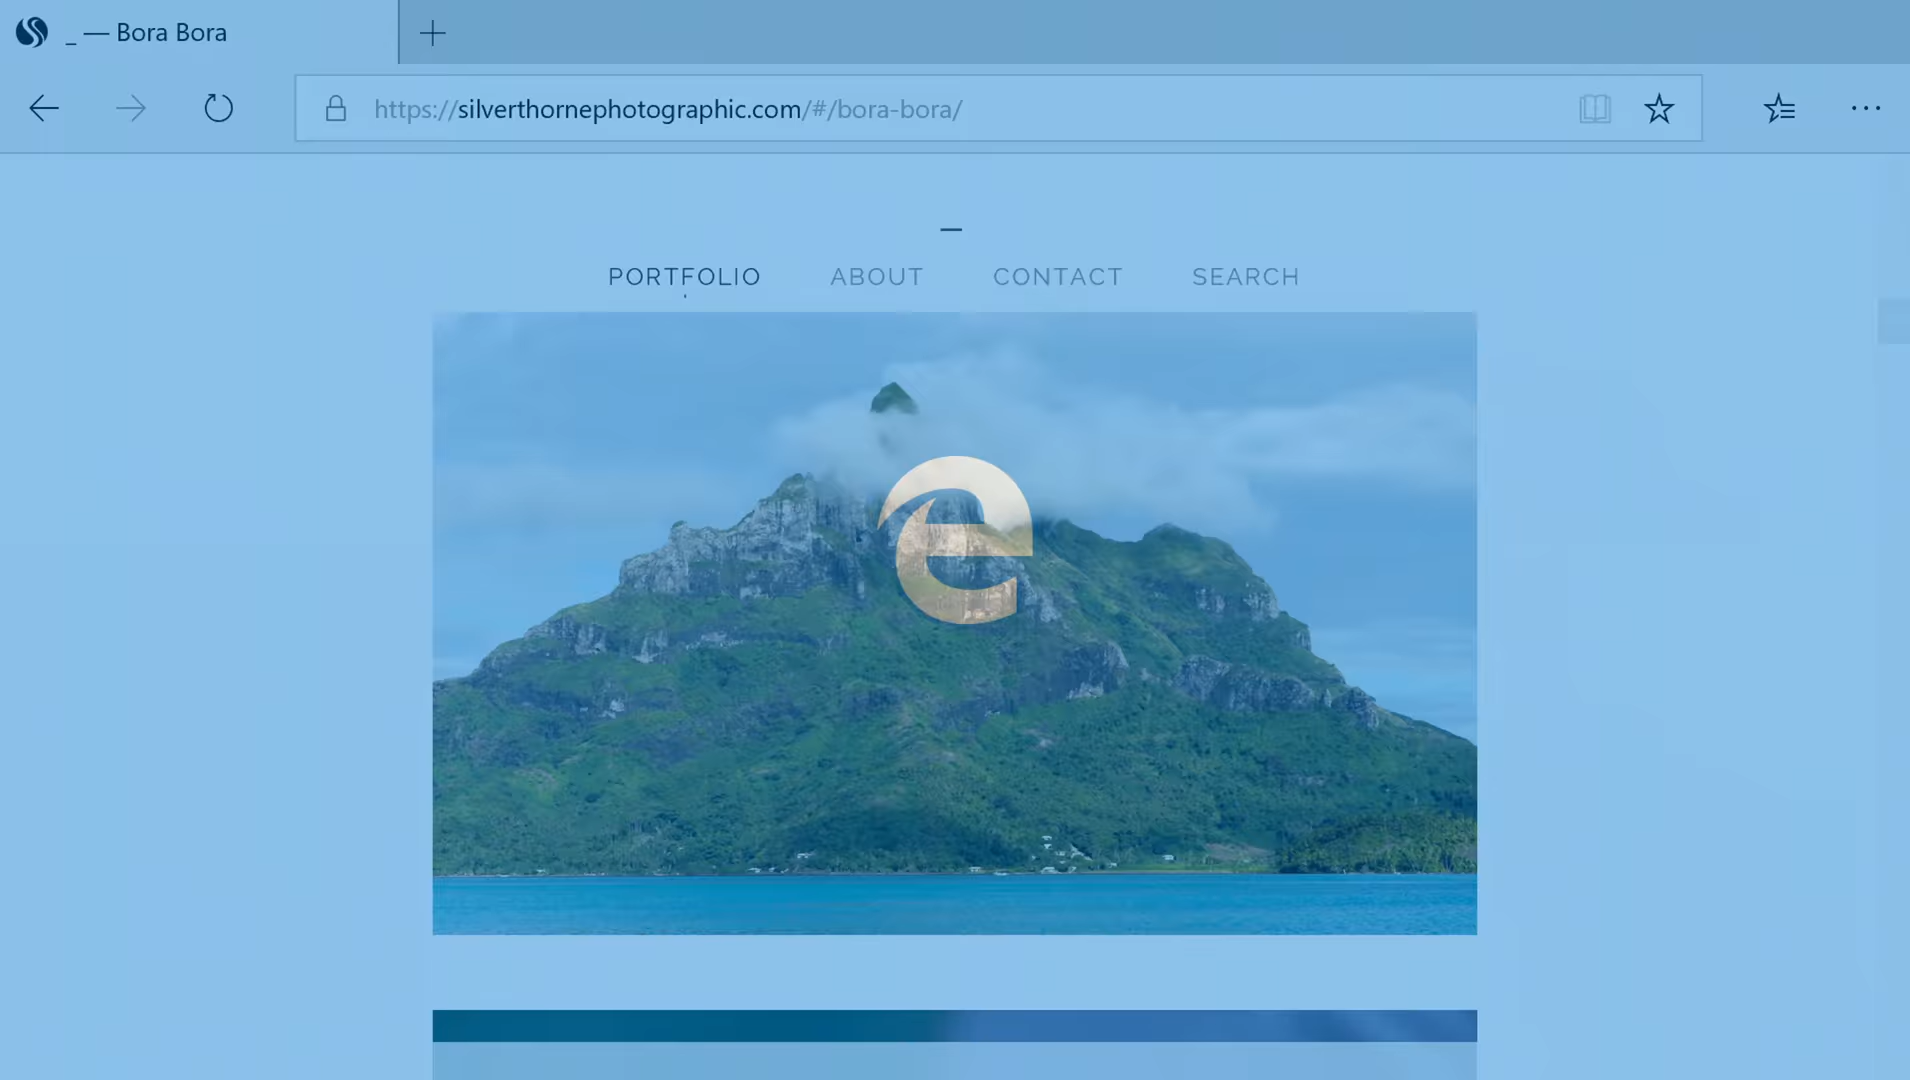 _ — Bora Bora
https://silverthornephotographic.com/#/bora-bora/
PORTFOLIO ABOUT CONTACT SEARCH